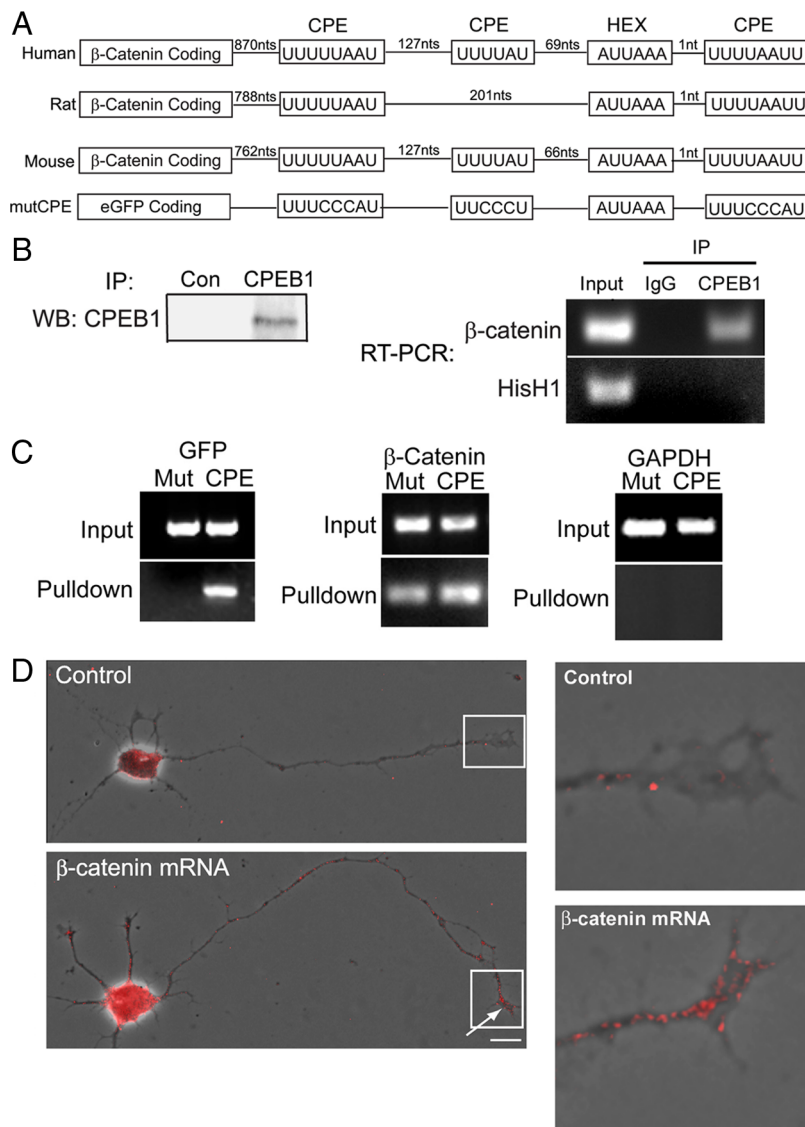 A
CPE CPE HEX CPE
Human β-Catenin Coding 870nts UUUUUAAU 127nts UUUUAU 69nts AUUAAA 1nt UUUUAAUU
Rat β-Catenin Coding 788nts UUUUUAAU 201nts AUUAAA 1nt UUUUAAUU
Mouse β-Catenin Coding 762nts UUUUUAAU 127nts UUUUAU 66nts AUUAAA 1nt UUUUAAUU
mutCPE eGFP Coding UUUCCCAU UUCCCU AUUAAA UUUCCCAU
B
IP: Con CPEB1
WB: CPEB1
IP
Input IgG CPEB1
RT-PCR:
β-catenin
HisH1
C
GFP
Mut CPE
Input
Pulldown
β-Catenin
Mut CPE
Input
Pulldown
GAPDH
Mut CPE
Input
Pulldown
D
Control
β-catenin mRNA
Control
β-catenin mRNA